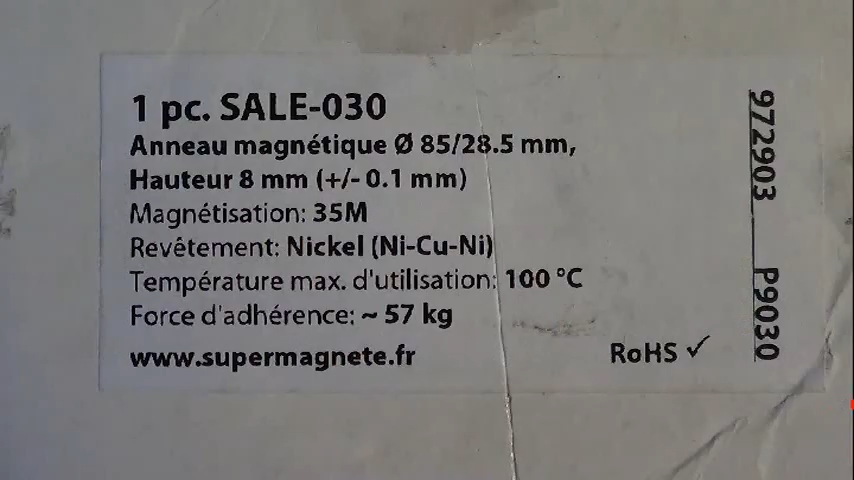 1 pc. SALE-030
Anneau magnétique Ø 85/28.5 mm,
Hauteur 8 mm (+/- 0.1 mm)
Magnétisation: 35M
Revêtement: Nickel (Ni-Cu-Ni)
Température max. d'utilisation: 100 °C
Force d'adhérence: ~ 57 kg
www.supermagnete.fr
RoHS ✓
972903 P9030